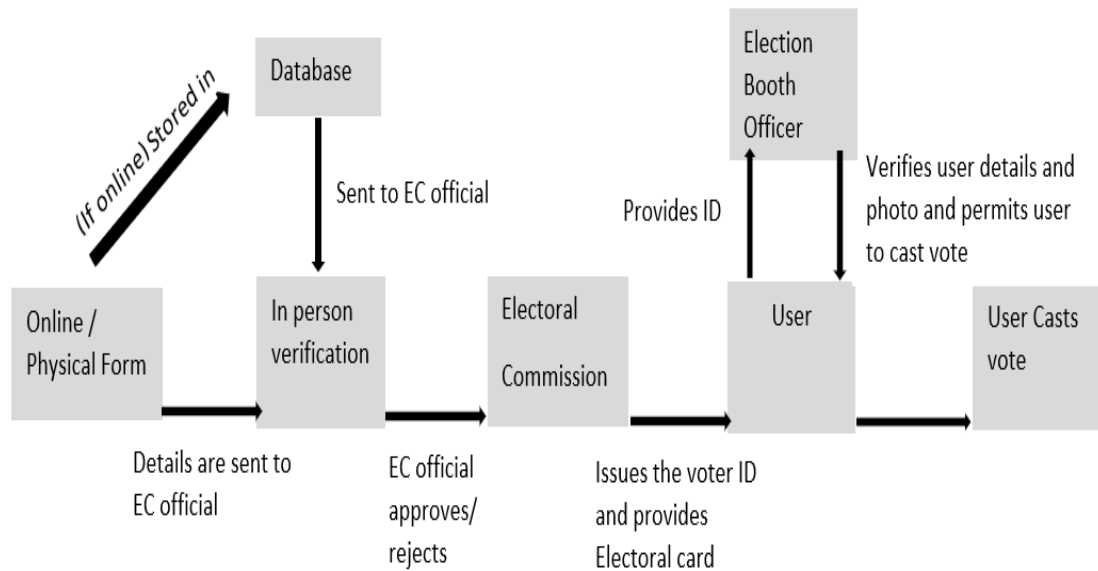 (If online) Stored in
Database
Sent to EC official
Election
Booth
Officer
Provides ID
Verifies user details and
photo and permits user
to cast vote
Online /
Physical Form
In person
verification
Electoral
Commission
User
User Casts
vote
Details are sent to
EC official
EC official
approves/
rejects
Issues the voter ID
and provides
Electoral card